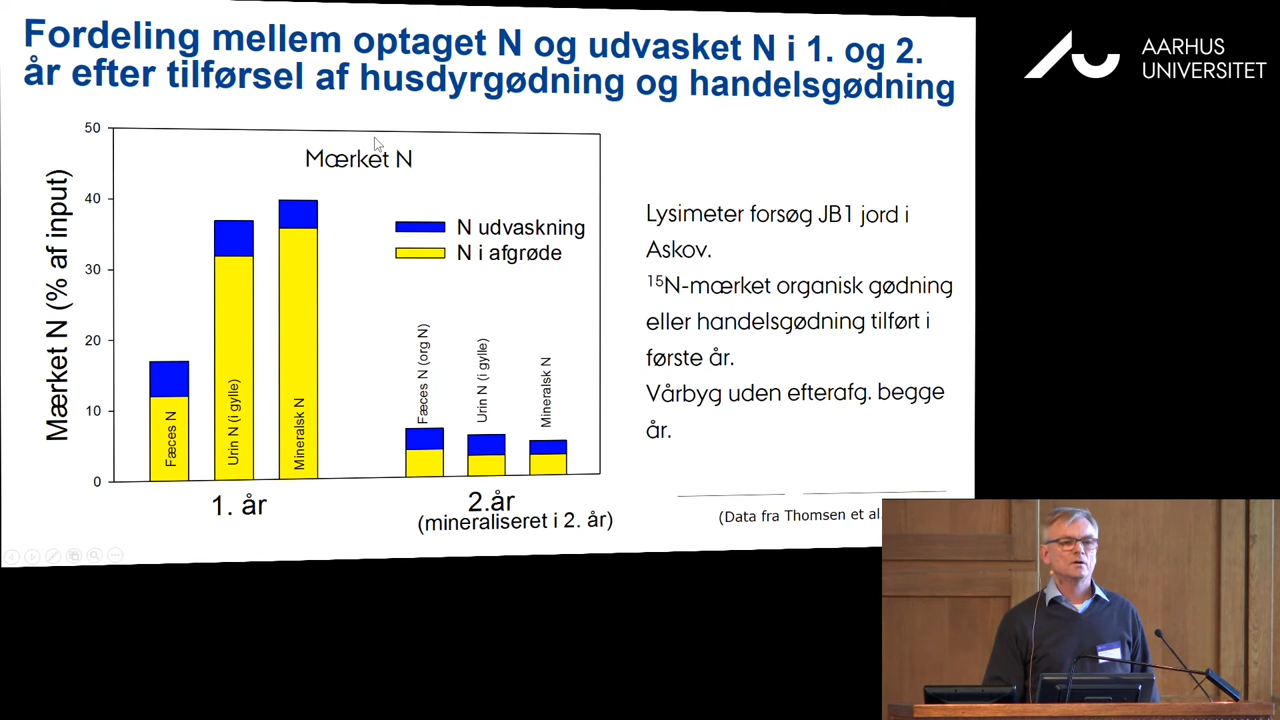 Fordeling mellem optaget N og udvasket N i 1. og 2.
år efter tilførsel af husdyrgødning og handelsgødning
AARHUS
UNIVERSITET
Mærket N (% af input)
50
40
30
20
10
0
Mærket N
N udvaskning
N i afgrøde
Fæces N
Urin N (i gylle)
Mineralsk N
Fæces N (org N)
Urin N (i gylle)
Mineralsk N
1. år
2.år
(mineraliseret i 2. år)
Lysimeter forsøg JB1 jord i
Askov.
¹⁵N-mærket organisk gødning
eller handelsgødning tilført i
første år.
Vårbyg uden efterafg. begge
år.
(Data fra Thomsen et al.